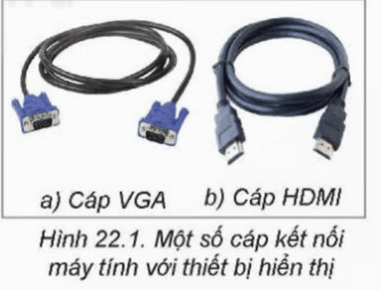 a) Cáp VGA b) Cáp HDMI
Hình 22.1. Một số cáp kết nối
máy tính với thiết bị hiển thị